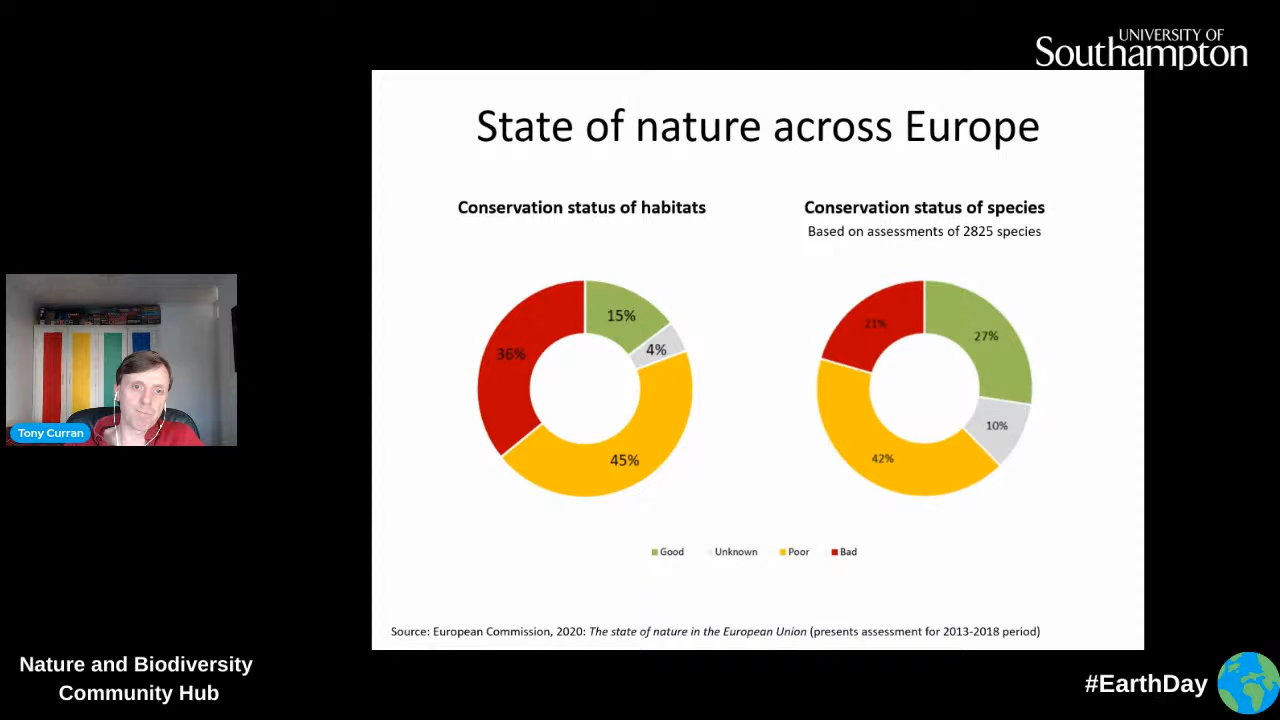 UNIVERSITY OF
Southampton
State of nature across Europe
Conservation status of habitats
Conservation status of species
Based on assessments of 2825 species
15%
4%
45%
36%
27%
10%
42%
21%
Good
Unknown
Poor
Bad
Source: European Commission, 2020: The state of nature in the European Union (presents assessment for 2013-2018 period)
Tony Curran
Nature and Biodiversity
Community Hub
#EarthDay